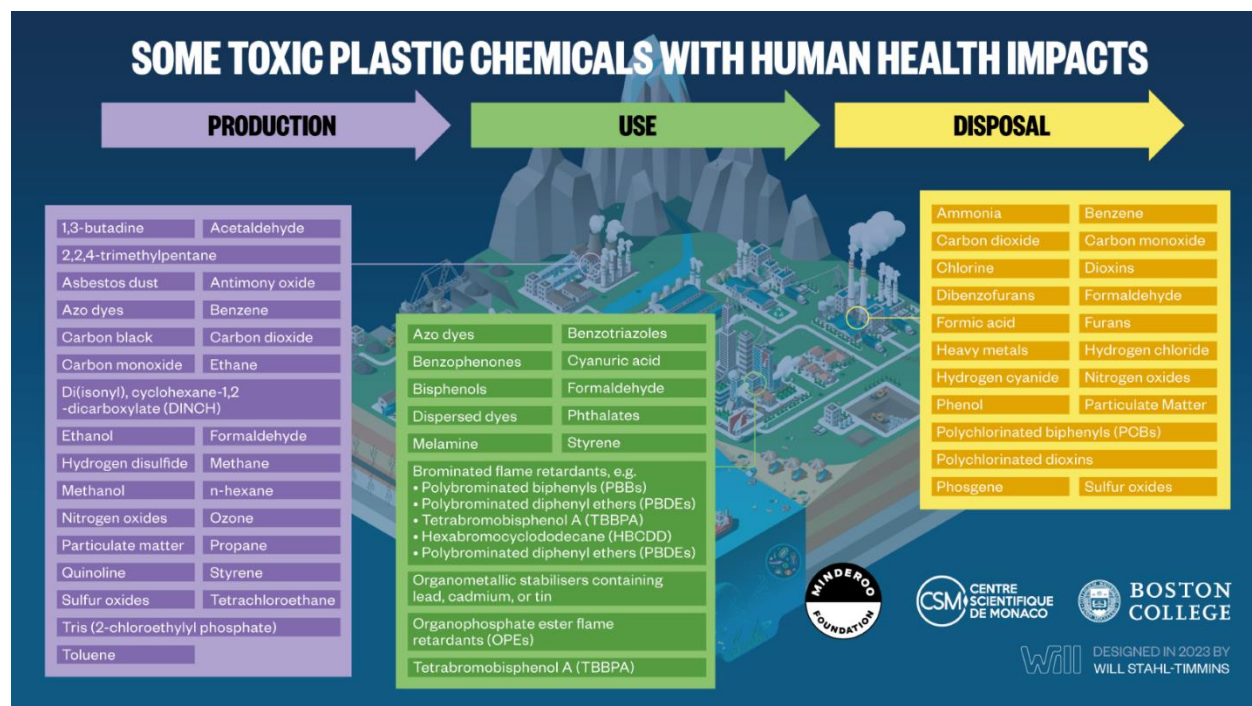 SOME TOXIC PLASTIC CHEMICALS WITH HUMAN HEALTH IMPACTS
PRODUCTION
USE
DISPOSAL
1,3-butadine
Acetaldehyde
2,2,4-trimethylpentane
Asbestos dust
Antimony oxide
Azo dyes
Benzene
Carbon black
Carbon dioxide
Carbon monoxide
Ethane
Di(isonyl), cyclohexane-1,2
-dicarboxylate (DINCH)
Ethanol
Formaldehyde
Hydrogen disulfide
Methane
Methanol
n-hexane
Nitrogen oxides
Ozone
Particulate matter
Propane
Quinoline
Styrene
Sulfur oxides
Tetrachloroethane
Tris (2-chloroethylyl phosphate)
Toluene
Azo dyes
Benzotriazoles
Benzophenones
Cyanuric acid
Bisphenols
Formaldehyde
Dispersed dyes
Phthalates
Melamine
Styrene
Brominated flame retardants, e.g.
• Polybrominated biphenyls (PBBs)
• Polybrominated diphenyl ethers (PBDEs)
• Tetrabromobisphenol A (TBBPA)
• Hexabromocyclododecane (HBCDD)
• Polybrominated diphenyl ethers (PBDEs)
Organometallic stabilisers containing
lead, cadmium, or tin
Organophosphate ester flame
retardants (OPEs)
Tetrabromobisphenol A (TBBPA)
Ammonia
Benzene
Carbon dioxide
Carbon monoxide
Chlorine
Dioxins
Dibenzofurans
Formaldehyde
Formic acid
Furans
Heavy metals
Hydrogen chloride
Hydrogen cyanide
Nitrogen oxides
Phenol
Particulate Matter
Polychlorinated biphenyls (PCBs)
Polychlorinated dioxins
Phosgene
Sulfur oxides
MINDEROO
FOUNDATION
CSM
CENTRE
SCIENTIFIQUE
DE MONACO
BOSTON
COLLEGE
Will
DESIGNED IN 2023 BY
WILL STAHL-TIMMINS